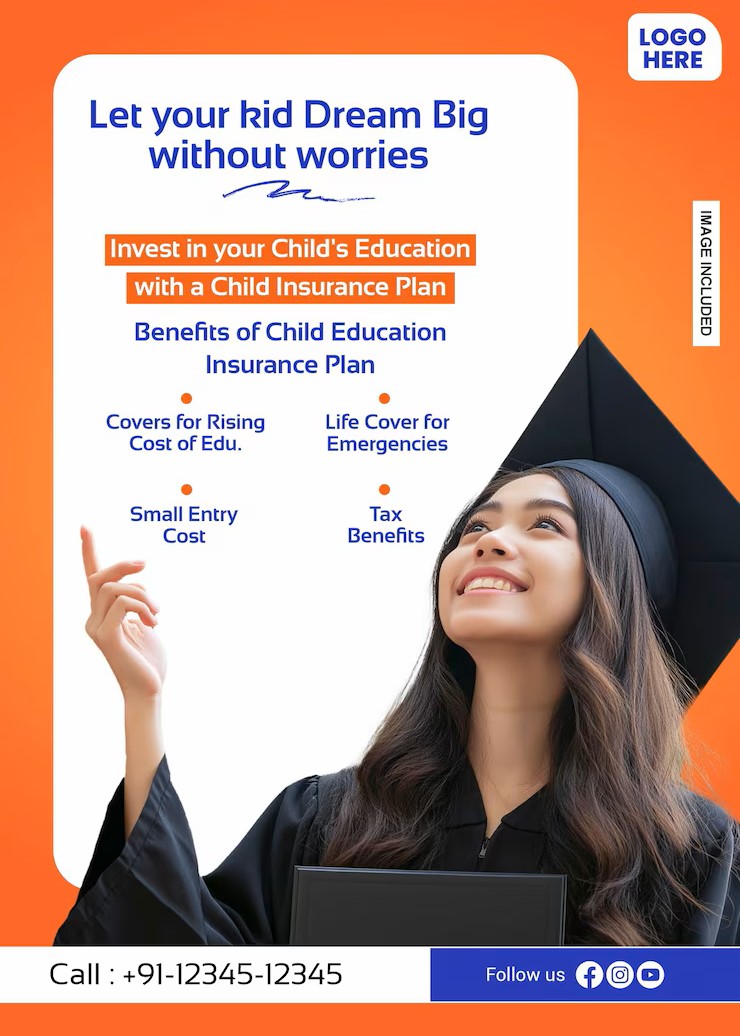 LOGO
HERE
Let your kid Dream Big
without worries
IMAGE INCLUDED
Invest in your Child's Education
with a Child Insurance Plan
Benefits of Child Education
Insurance Plan
Covers for Rising
Cost of Edu.
Life Cover for
Emergencies
Small Entry
Cost
Tax
Benefits
Call : +91-12345-12345
Follow us